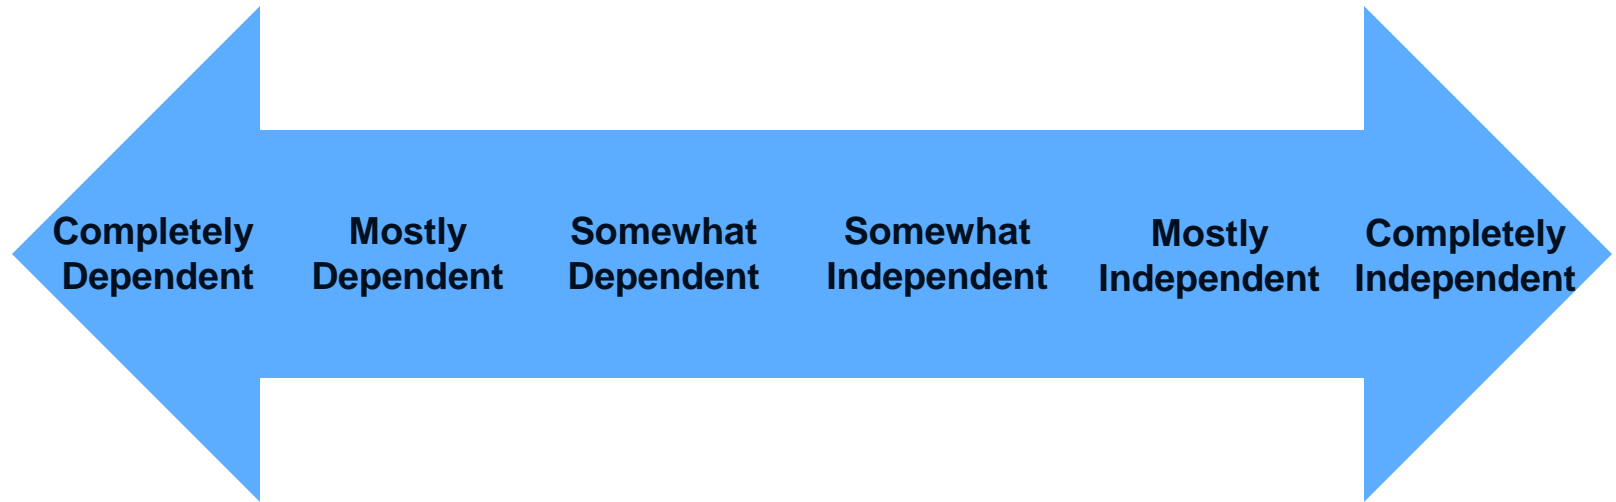 Completely
Dependent
Mostly
Dependent
Somewhat
Dependent
Somewhat
Independent
Mostly
Independent
Completely
Independent